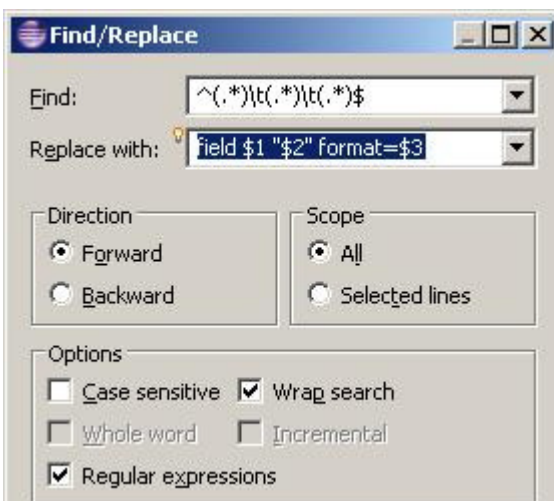 Find/Replace
Find: ^(.*)\t(.*)\t(.*)$
Replace with: field $1 "$2" format=$3
Direction Scope
Forward All
Backward Selected lines
Options
Case sensitive Wrap search
Whole word Incremental
Regular expressions